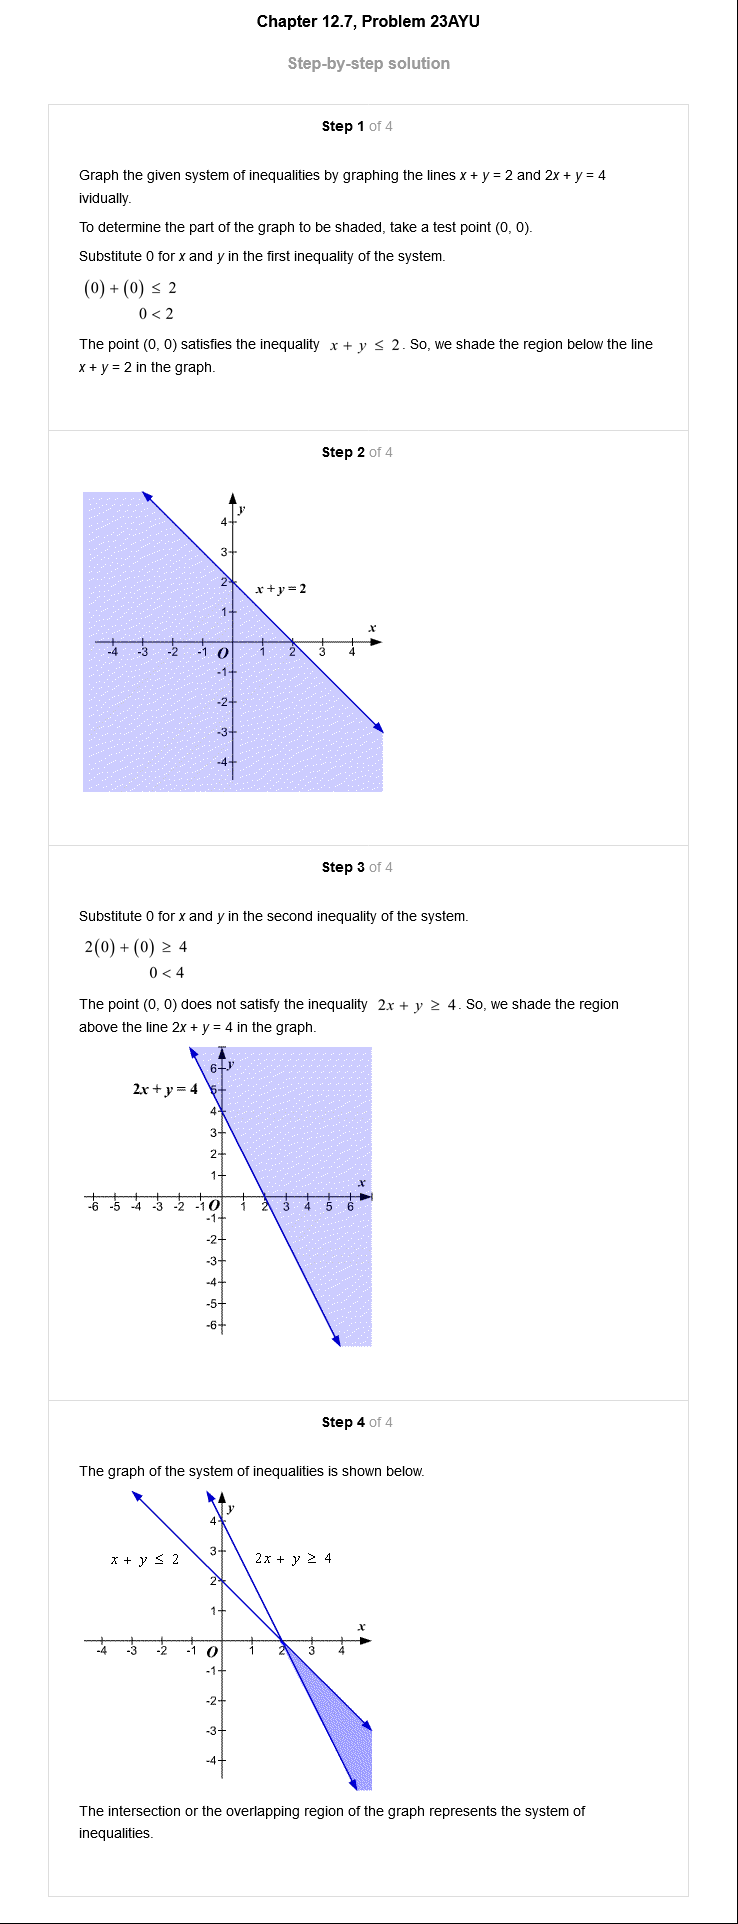 Chapter 12.7, Problem 23AYU
Step-by-step solution
Step 1 of 4
Graph the given system of inequalities by graphing the lines x + y = 2 and 2x + y = 4
ividually.
To determine the part of the graph to be shaded, take a test point (0, 0).
Substitute 0 for x and y in the first inequality of the system.
(0) + (0) ≤ 2
0 < 2
The point (0, 0) satisfies the inequality x + y ≤ 2. So, we shade the region below the line
x + y = 2 in the graph.
Step 2 of 4
y
4
3
2
x + y = 2
1
x
-4 -3 -2 -1 O 1 2 3 4
-1
-2
-3
-4
Step 3 of 4
Substitute 0 for x and y in the second inequality of the system.
2(0) + (0) ≥ 4
0 < 4
The point (0, 0) does not satisfy the inequality 2x + y ≥ 4. So, we shade the region
above the line 2x + y = 4 in the graph.
6 y
2x + y = 4 5
4
3
2
1
x
-6 -5 -4 -3 -2 -1 O 1 2 3 4 5 6
-1
-2
-3
-4
-5
-6
Step 4 of 4
The graph of the system of inequalities is shown below.
y
4
3
x + y ≤ 2 2x + y ≥ 4
2
1
x
-4 -3 -2 -1 O 1 2 3 4
-1
-2
-3
-4
The intersection or the overlapping region of the graph represents the system of
inequalities.